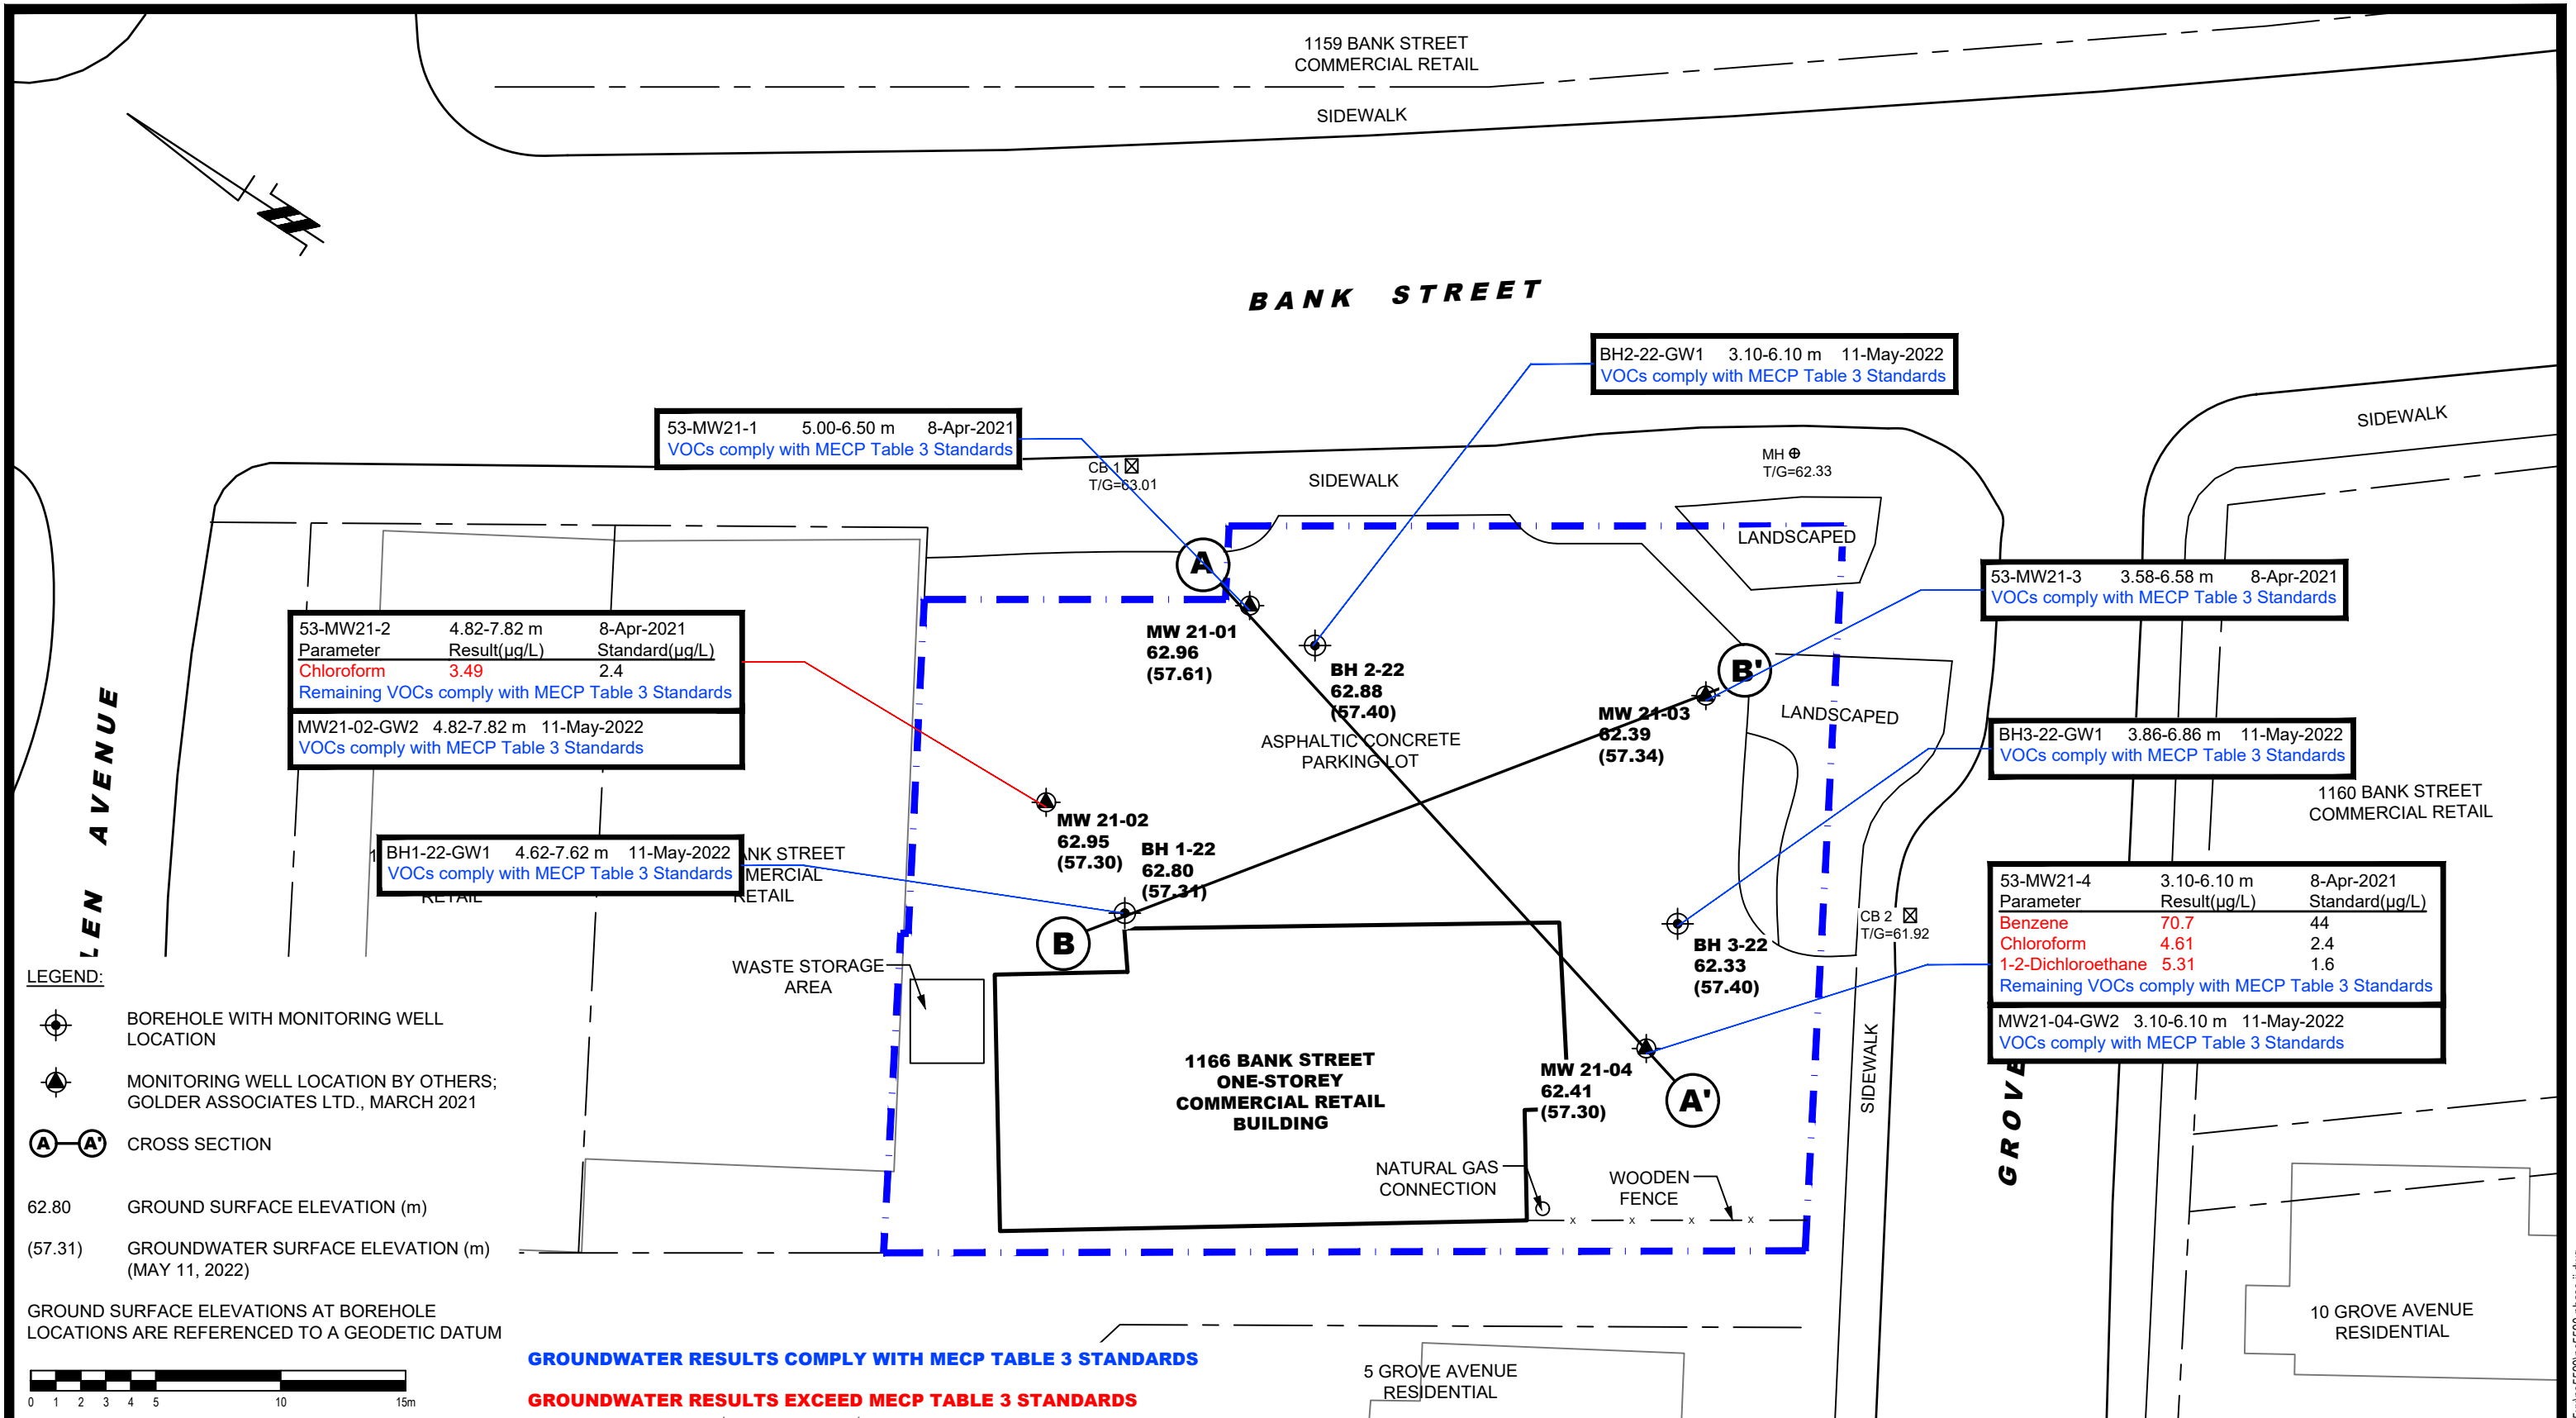 1159 BANK STREET
COMMERCIAL RETAIL
SIDEWALK
BANK STREET
BH2-22-GW1 3.10-6.10 m 11-May-2022
VOCs comply with MECP Table 3 Standards
53-MW21-1 5.00-6.50 m 8-Apr-2021
VOCs comply with MECP Table 3 Standards
SIDEWALK
CB 1
T/G=63.01
SIDEWALK
MH
T/G=62.33
LANDSCAPED
A
53-MW21-3 3.58-6.58 m 8-Apr-2021
VOCs comply with MECP Table 3 Standards
53-MW21-2 4.82-7.82 m 8-Apr-2021
Parameter Result(µg/L) Standard(µg/L)
Chloroform 3.49 2.4
Remaining VOCs comply with MECP Table 3 Standards
MW21-02-GW2 4.82-7.82 m 11-May-2022
VOCs comply with MECP Table 3 Standards
MW 21-01
62.96
(57.61)
BH 2-22
62.88
(57.40)
B'
MW 21-03
62.39
(57.34)
LANDSCAPED
ASPHALTIC CONCRETE
PARKING LOT
BH3-22-GW1 3.86-6.86 m 11-May-2022
VOCs comply with MECP Table 3 Standards
1160 BANK STREET
COMMERCIAL RETAIL
LEN AVENUE
MW 21-02
62.95
(57.30)
BH 1-22
62.80
(57.31)
BH1-22-GW1 4.62-7.62 m 11-May-2022
VOCs comply with MECP Table 3 Standards
1
RETAIL
ANK STREET
MERCIAL
RETAIL
B
53-MW21-4 3.10-6.10 m 8-Apr-2021
Parameter Result(µg/L) Standard(µg/L)
Benzene 70.7 44
Chloroform 4.61 2.4
1-2-Dichloroethane 5.31 1.6
Remaining VOCs comply with MECP Table 3 Standards
MW21-04-GW2 3.10-6.10 m 11-May-2022
VOCs comply with MECP Table 3 Standards
CB 2
T/G=61.92
BH 3-22
62.33
(57.40)
WASTE STORAGE
AREA
1166 BANK STREET
ONE-STOREY
COMMERCIAL RETAIL
BUILDING
MW 21-04
62.41
(57.30)
A'
SIDEWALK
GROVE
NATURAL GAS
CONNECTION
WOODEN
FENCE
x x x x
LEGEND:
BOREHOLE WITH MONITORING WELL
LOCATION
MONITORING WELL LOCATION BY OTHERS;
GOLDER ASSOCIATES LTD., MARCH 2021
A A' CROSS SECTION
62.80 GROUND SURFACE ELEVATION (m)
(57.31) GROUNDWATER SURFACE ELEVATION (m)
(MAY 11, 2022)
GROUND SURFACE ELEVATIONS AT BOREHOLE
LOCATIONS ARE REFERENCED TO A GEODETIC DATUM
0 1 2 3 4 5 10 15m
GROUNDWATER RESULTS COMPLY WITH MECP TABLE 3 STANDARDS
GROUNDWATER RESULTS EXCEED MECP TABLE 3 STANDARDS
5 GROVE AVENUE
RESIDENTIAL
10 GROVE AVENUE
RESIDENTIAL